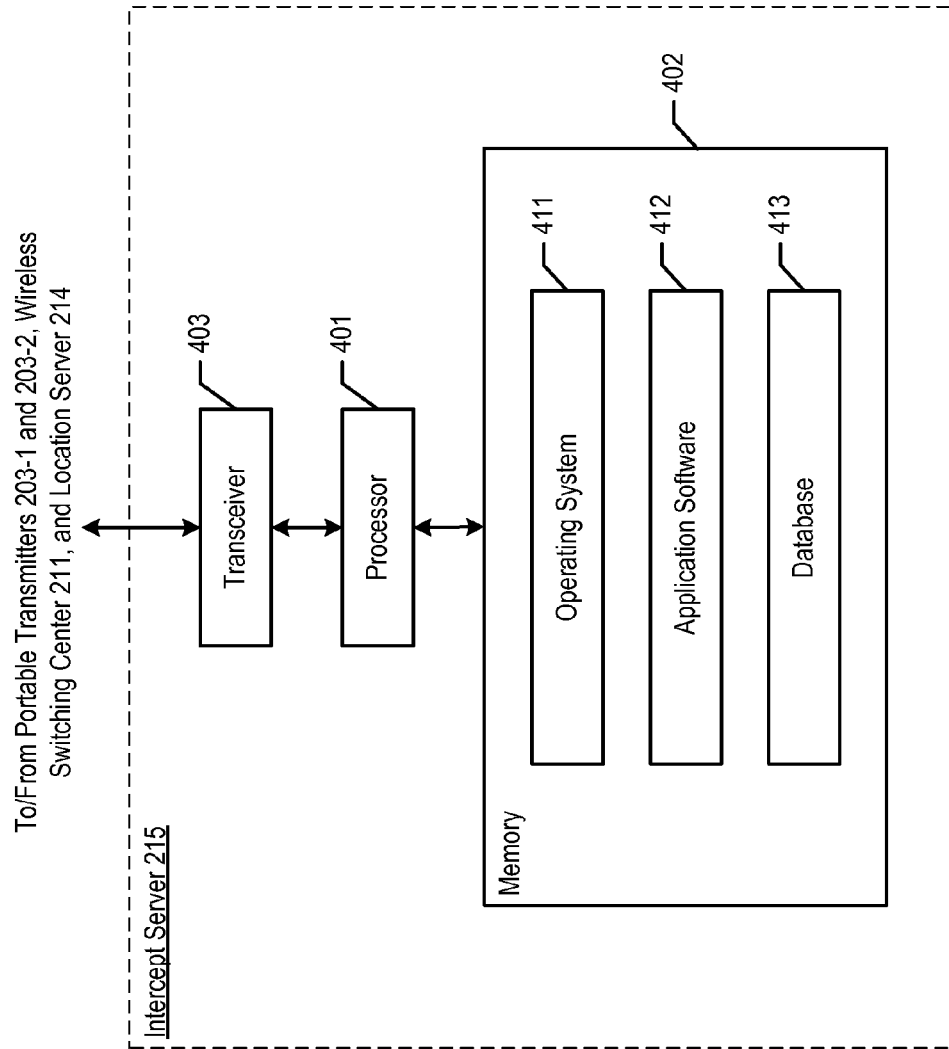 To/From Portable Transmitters 203-1 and 203-2, Wireless
Switching Center 211, and Location Server 214
Intercept Server 215
Transceiver
403
Processor
401
Memory
402
Operating System
411
Application Software
412
Database
413